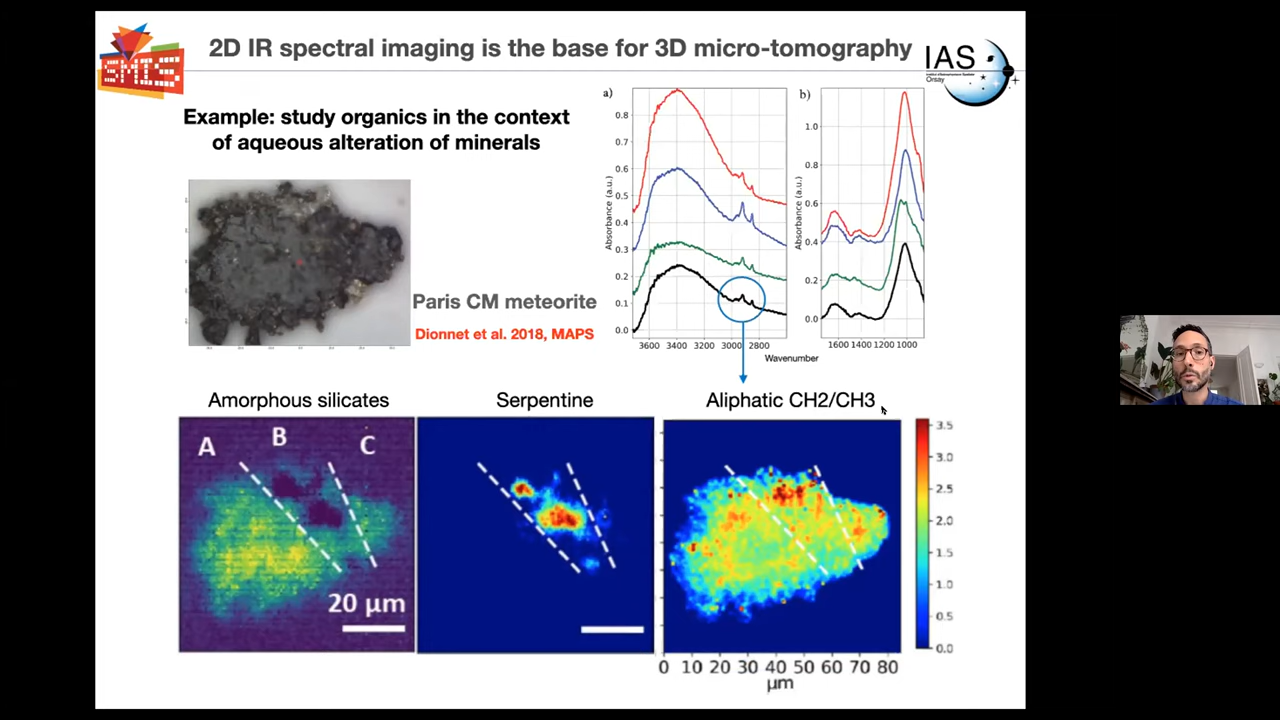 2D IR spectral imaging is the base for 3D micro-tomography
SMIS
IAS
Orsay
Example: study organics in the context
of aqueous alteration of minerals
Paris CM meteorite
Dionnet et al. 2018, MAPS
a)
0.8
0.7
0.6
0.5
0.4
0.3
0.2
0.1
0.0
Absorbance (a.u.)
3600 3400 3200 3000 2800
b)
1.0
0.8
0.6
0.4
0.2
0.0
Absorbance (a.u.)
1600 1400 1200 1000
Wavenumber
Amorphous silicates
Serpentine
Aliphatic CH2/CH3
A
B
C
20 μm
0 10 20 30 40 50 60 70 80
μm
3.5
3.0
2.5
2.0
1.5
1.0
0.5
0.0